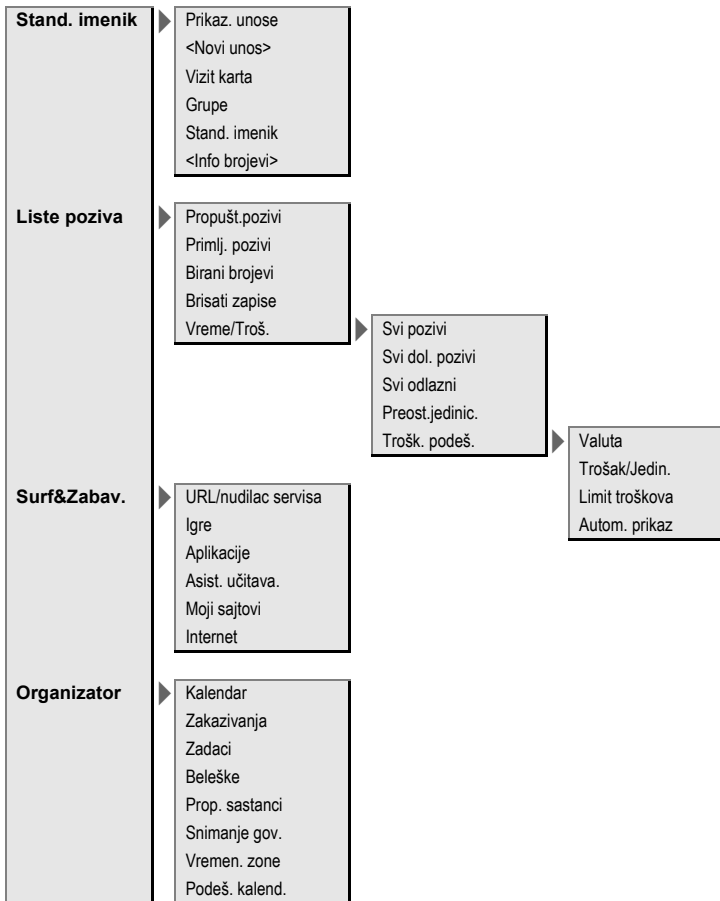 Stand. imenik
Prikaz. unose
<Novi unos>
Vizit karta
Grupe
Stand. imenik
<Info brojevi>
Liste poziva
Propušt.pozivi
Primlj. pozivi
Birani brojevi
Brisati zapise
Vreme/Troš.
Svi pozivi
Svi dol. pozivi
Svi odlazni
Preost.jedinic.
Trošk. podeš.
Valuta
Trošak/Jedin.
Limit troškova
Autom. prikaz
Surf&Zabav.
URL/nudilac servisa
Igre
Aplikacije
Asist. učitava.
Moji sajtovi
Internet
Organizator
Kalendar
Zakazivanja
Zadaci
Beleške
Prop. sastanci
Snimanje gov.
Vremen. zone
Podeš. kalend.